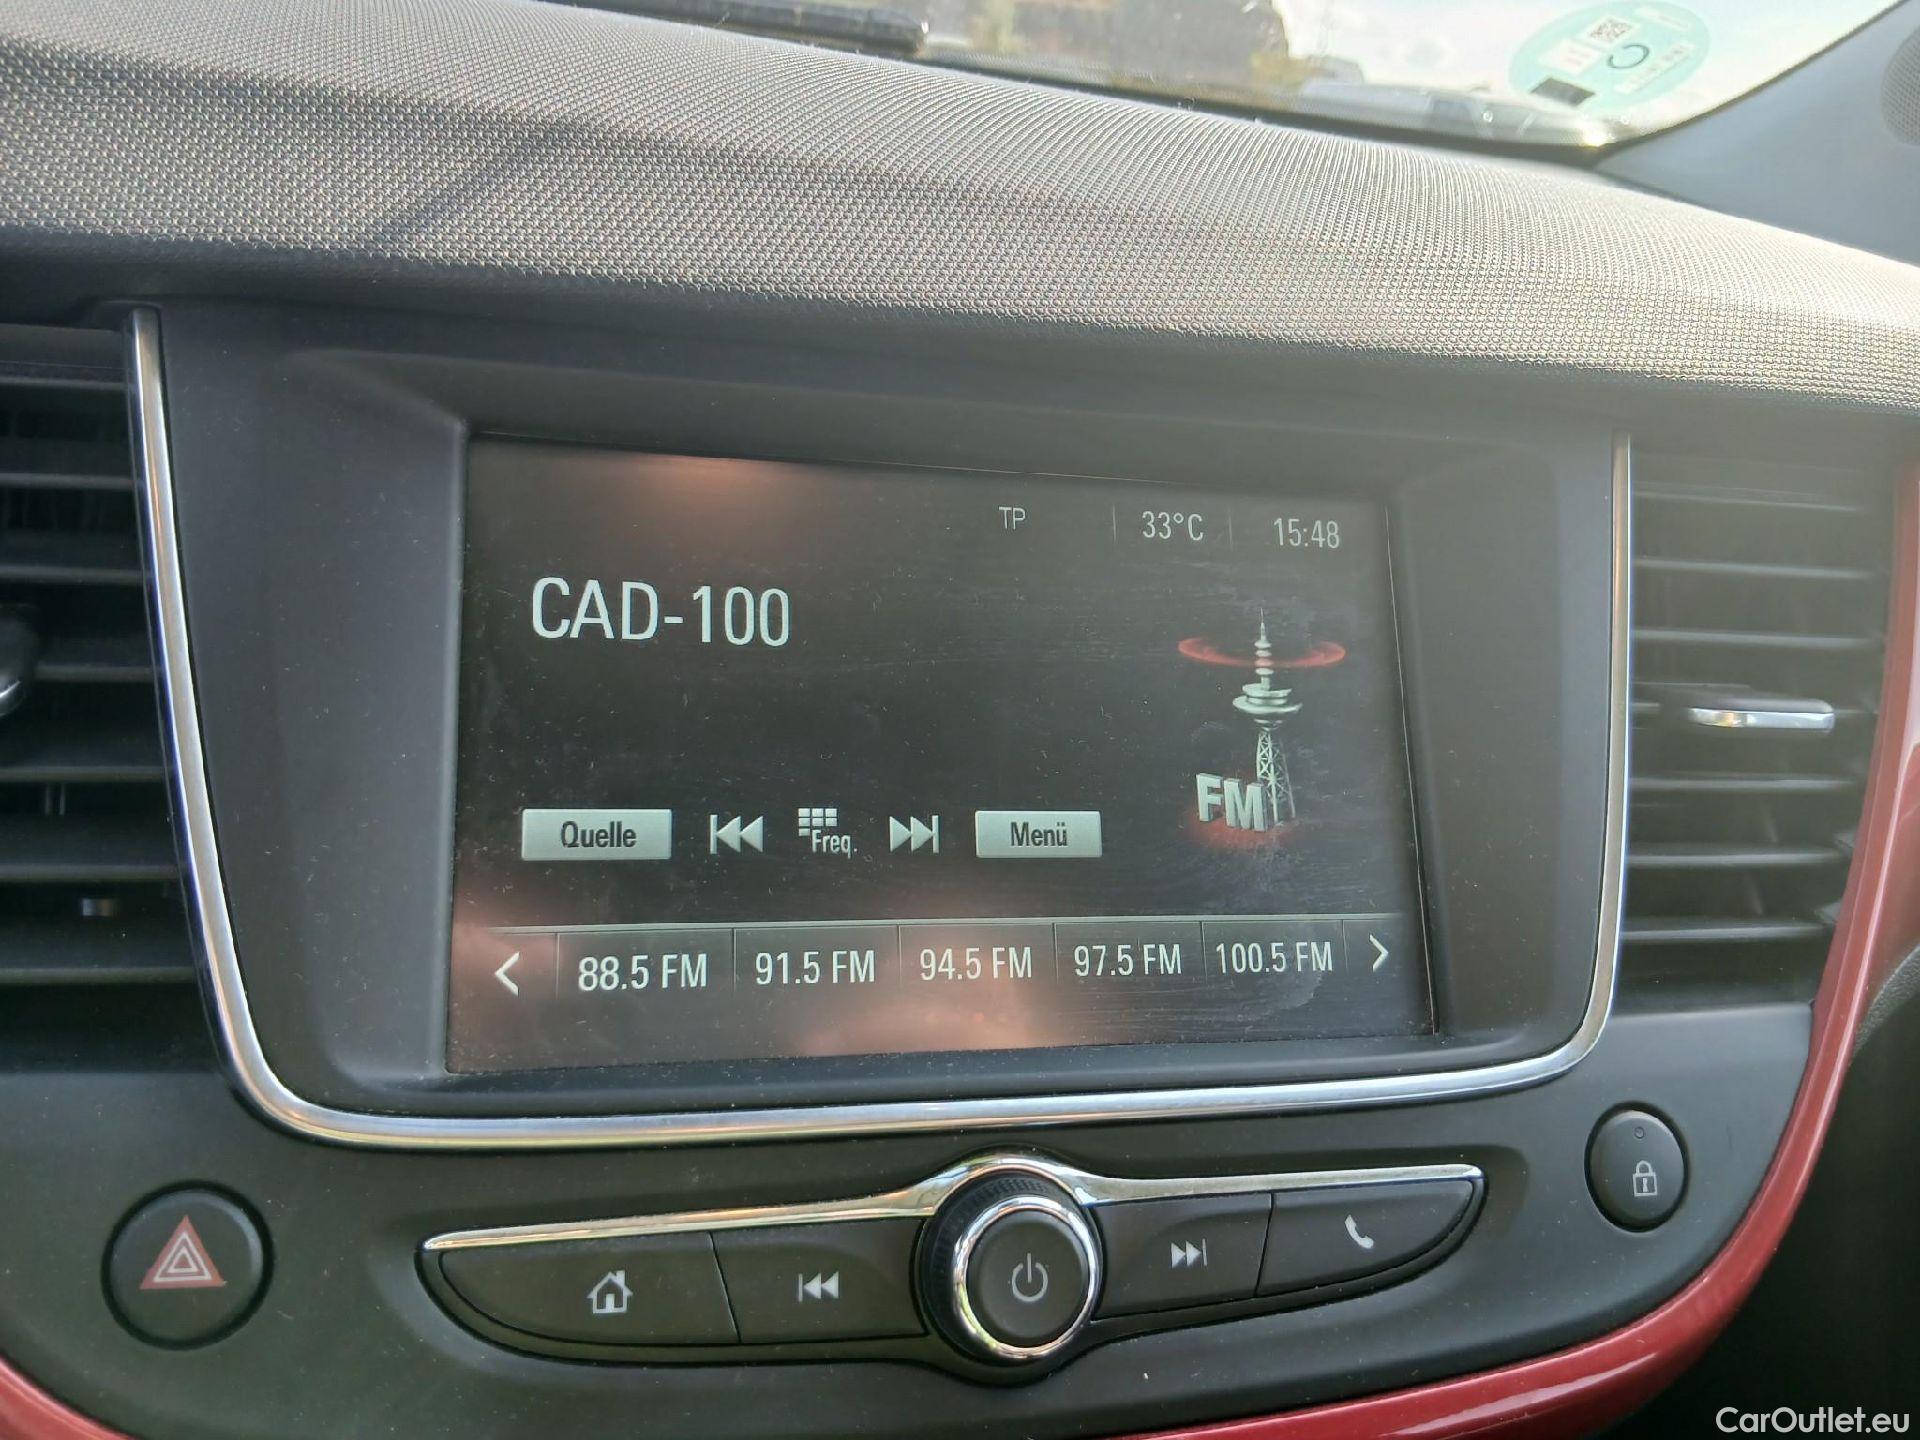 TP 33°C 15:48
CAD-100
FM
Quelle Freq. Menü
88.5 FM 91.5 FM 94.5 FM 97.5 FM 100.5 FM
CarOutlet.eu